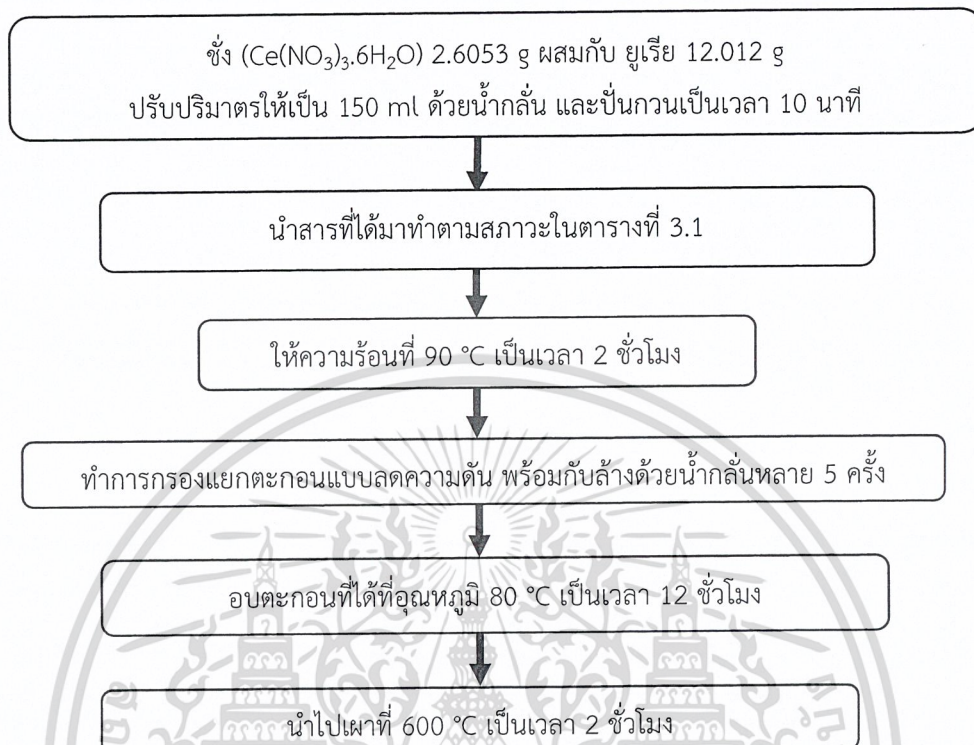 ชั่ง (Ce(NO₃)₃.6H₂O) 2.6053 g ผสมกับ ยูเรีย 12.012 g
ปรับปริมาตรให้เป็น 150 ml ด้วยน้ำกลั่น และปั่นกวนเป็นเวลา 10 นาที
นำสารที่ได้มาทำตามสภาวะในตารางที่ 3.1
ให้ความร้อนที่ 90 °C เป็นเวลา 2 ชั่วโมง
ทำการกรองแยกตะกอนแบบลดความดัน พร้อมกับล้างด้วยน้ำกลั่นหลาย 5 ครั้ง
อบตะกอนที่ได้ที่อุณหภูมิ 80 °C เป็นเวลา 12 ชั่วโมง
นำไปเผาที่ 600 °C เป็นเวลา 2 ชั่วโมง